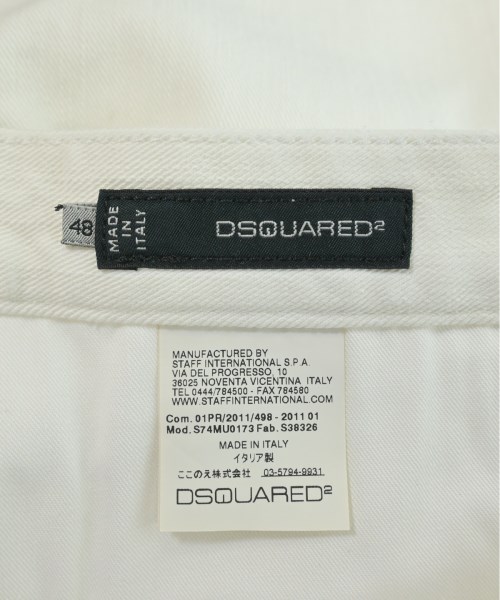 48
MADE
IN
ITALY
DSQUARED²
MANUFACTURED BY
STAFF INTERNATIONAL S.P.A.
VIA DEL PROGRESSO, 10
36025 NOVENTA VICENTINA ITALY
TEL 0444/784500 - FAX 784580
WWW.STAFFINTERNATIONAL.COM
Com. 01PR/2011/498 - 2011 01
Mod. S74MU0173 Fab. S38326
MADE IN ITALY
イタリア製
ここのえ株式会社 03-5794-9931
DSQUARED²